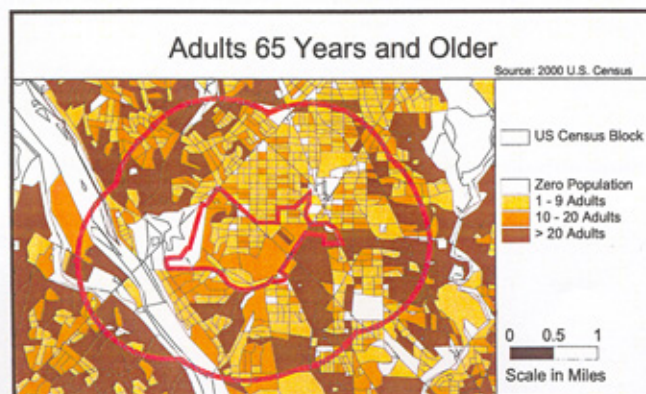 Adults 65 Years and Older
Source: 2000 U.S. Census
US Census Block
Zero Population
1 - 9 Adults
10 - 20 Adults
> 20 Adults
0 0.5 1
Scale in Miles